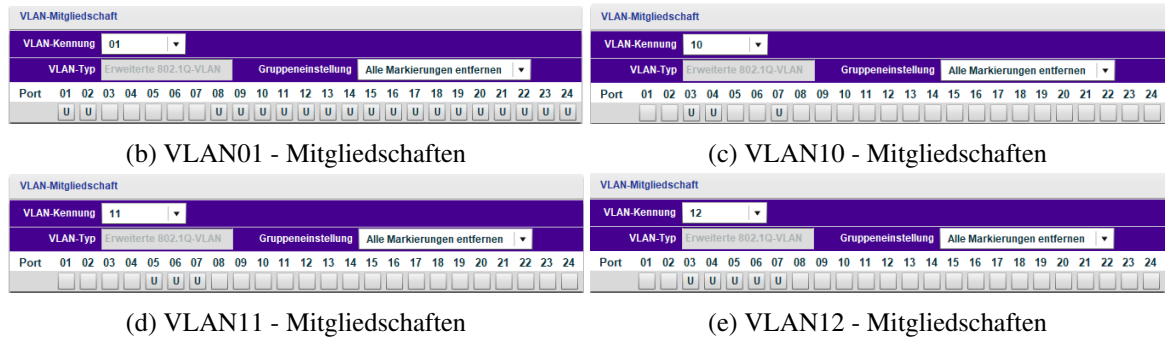 VLAN-Mitgliedschaft
VLAN-Kennung 01
VLAN-Typ Erweiterte 802.1Q-VLAN Gruppeneinstellung Alle Markierungen entfernen
Port 01 02 03 04 05 06 07 08 09 10 11 12 13 14 15 16 17 18 19 20 21 22 23 24
U U U U U U U U U U U U U U U U U U U
(b) VLAN01 - Mitgliedschaften
VLAN-Mitgliedschaft
VLAN-Kennung 10
VLAN-Typ Erweiterte 802.1Q-VLAN Gruppeneinstellung Alle Markierungen entfernen
Port 01 02 03 04 05 06 07 08 09 10 11 12 13 14 15 16 17 18 19 20 21 22 23 24
U U U
(c) VLAN10 - Mitgliedschaften
VLAN-Mitgliedschaft
VLAN-Kennung 11
VLAN-Typ Erweiterte 802.1Q-VLAN Gruppeneinstellung Alle Markierungen entfernen
Port 01 02 03 04 05 06 07 08 09 10 11 12 13 14 15 16 17 18 19 20 21 22 23 24
U U U
(d) VLAN11 - Mitgliedschaften
VLAN-Mitgliedschaft
VLAN-Kennung 12
VLAN-Typ Erweiterte 802.1Q-VLAN Gruppeneinstellung Alle Markierungen entfernen
Port 01 02 03 04 05 06 07 08 09 10 11 12 13 14 15 16 17 18 19 20 21 22 23 24
U U U U U
(e) VLAN12 - Mitgliedschaften